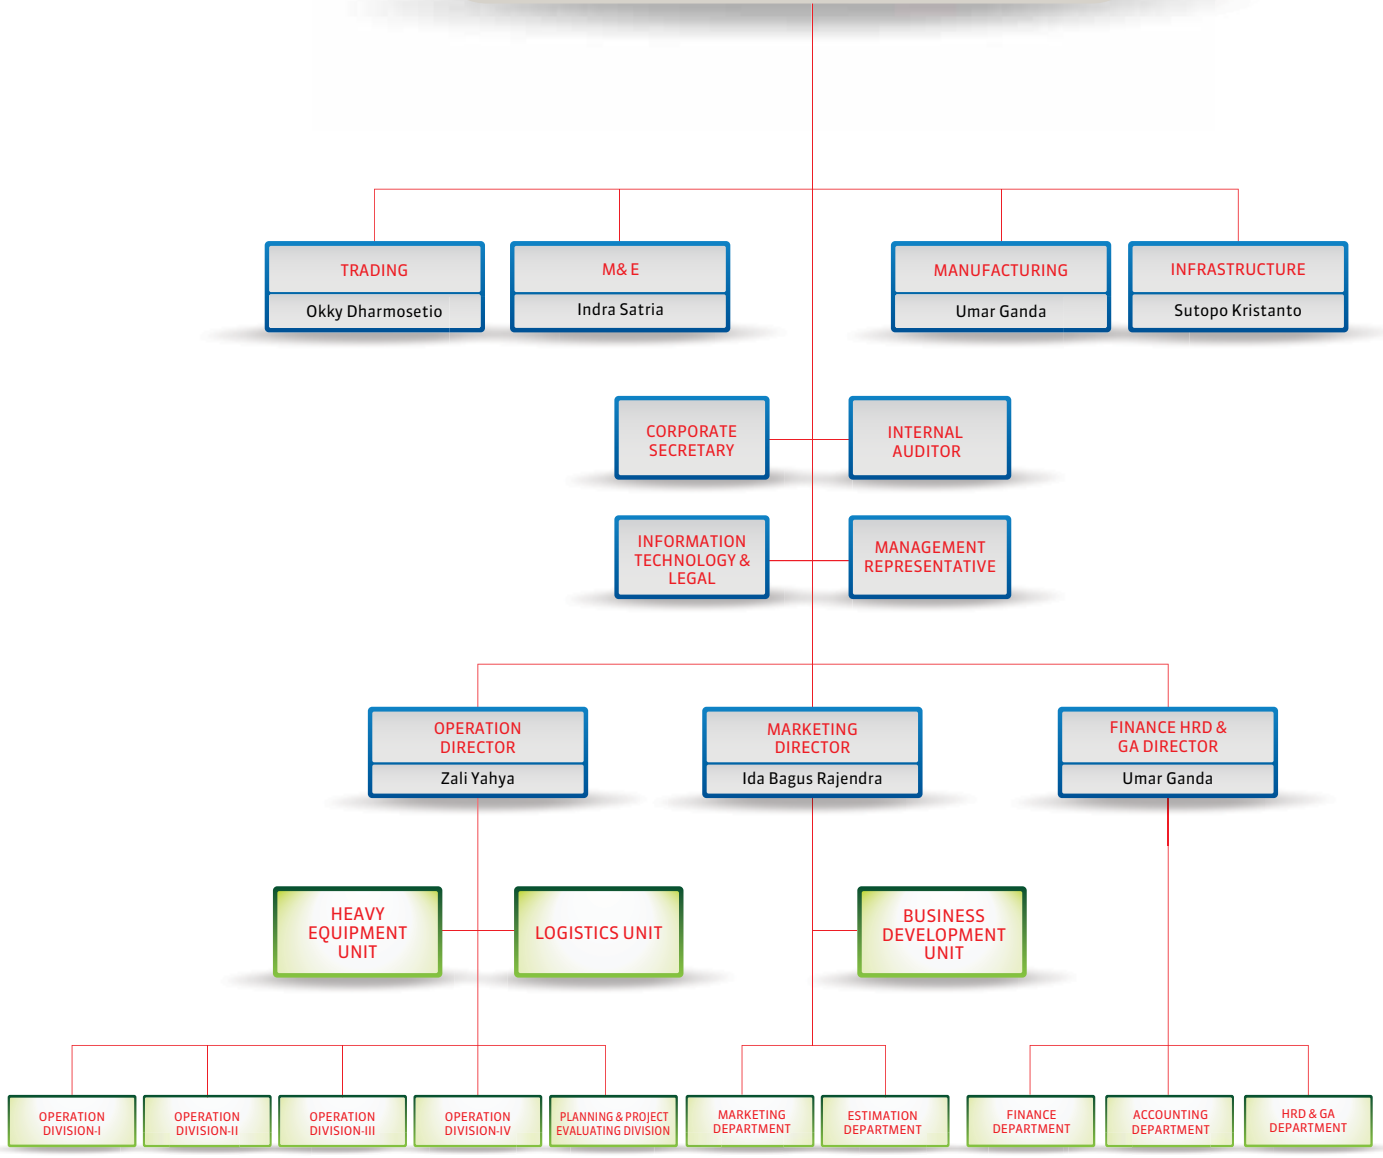 TRADING
Okky Dharmosetio
M& E
Indra Satria
MANUFACTURING
Umar Ganda
INFRASTRUCTURE
Sutopo Kristanto
CORPORATE
SECRETARY
INTERNAL
AUDITOR
INFORMATION
TECHNOLOGY &
LEGAL
MANAGEMENT
REPRESENTATIVE
OPERATION
DIRECTOR
Zali Yahya
MARKETING
DIRECTOR
Ida Bagus Rajendra
FINANCE HRD &
GA DIRECTOR
Umar Ganda
HEAVY
EQUIPMENT
UNIT
LOGISTICS UNIT
BUSINESS
DEVELOPMENT
UNIT
OPERATION
DIVISION-I
OPERATION
DIVISION-II
OPERATION
DIVISION-III
OPERATION
DIVISION-IV
PLANNING & PROJECT
EVALUATING DIVISION
MARKETING
DEPARTMENT
ESTIMATION
DEPARTMENT
FINANCE
DEPARTMENT
ACCOUNTING
DEPARTMENT
HRD & GA
DEPARTMENT